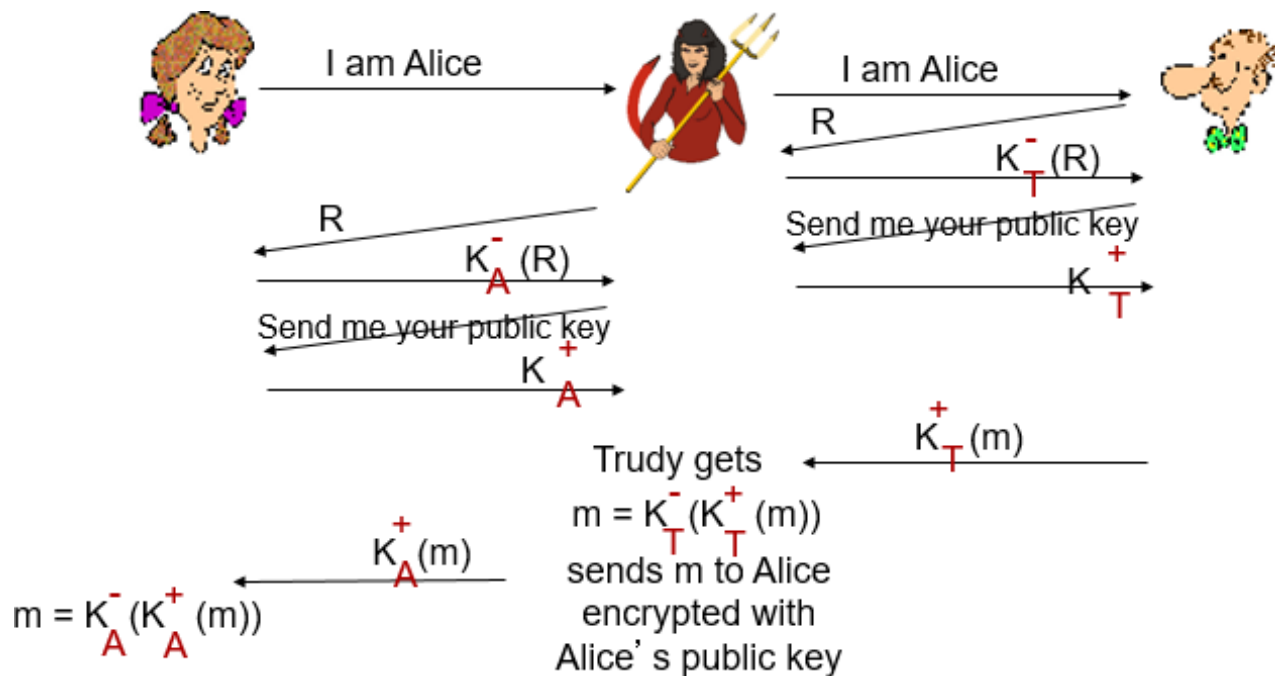 I am Alice
I am Alice
R
K⁻T(R)
Send me your public key
K⁺T
R
K⁻A(R)
Send me your public key
K⁺A
K⁺T(m)
Trudy gets
m = K⁻T(K⁺T(m))
sends m to Alice
encrypted with
Alice’s public key
K⁺A(m)
m = K⁻A(K⁺A(m))